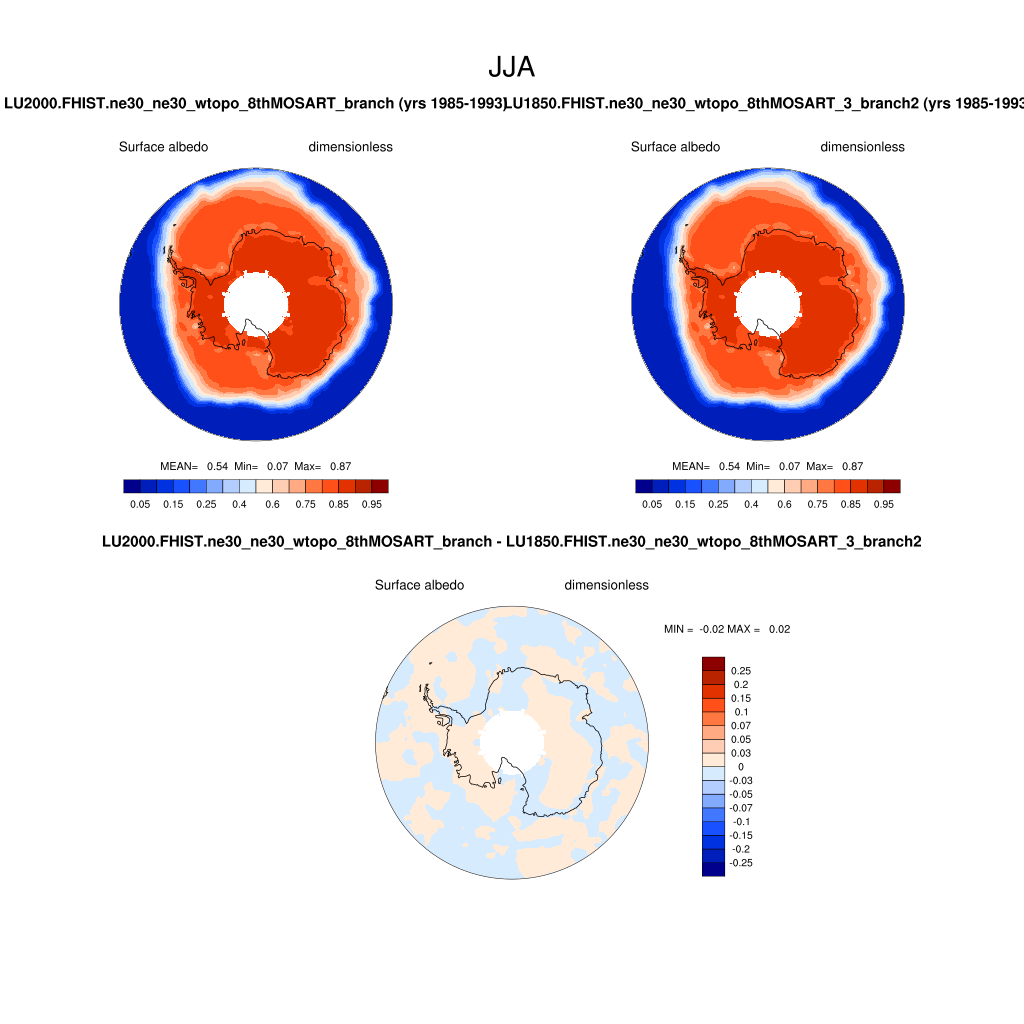 JJA
LU2000.FHIST.ne30_ne30_wtopo_8thMOSART_branch (yrs 1985-1993)
LU1850.FHIST.ne30_ne30_wtopo_8thMOSART_3_branch2 (yrs 1985-1993
Surface albedo dimensionless
Surface albedo dimensionless
MEAN= 0.54 Min= 0.07 Max= 0.87
MEAN= 0.54 Min= 0.07 Max= 0.87
0.05 0.15 0.25 0.4 0.6 0.75 0.85 0.95
0.05 0.15 0.25 0.4 0.6 0.75 0.85 0.95
LU2000.FHIST.ne30_ne30_wtopo_8thMOSART_branch - LU1850.FHIST.ne30_ne30_wtopo_8thMOSART_3_branch2
Surface albedo dimensionless
MIN = -0.02 MAX = 0.02
0.25
0.2
0.15
0.1
0.07
0.05
0.03
0
-0.03
-0.05
-0.07
-0.1
-0.15
-0.2
-0.25